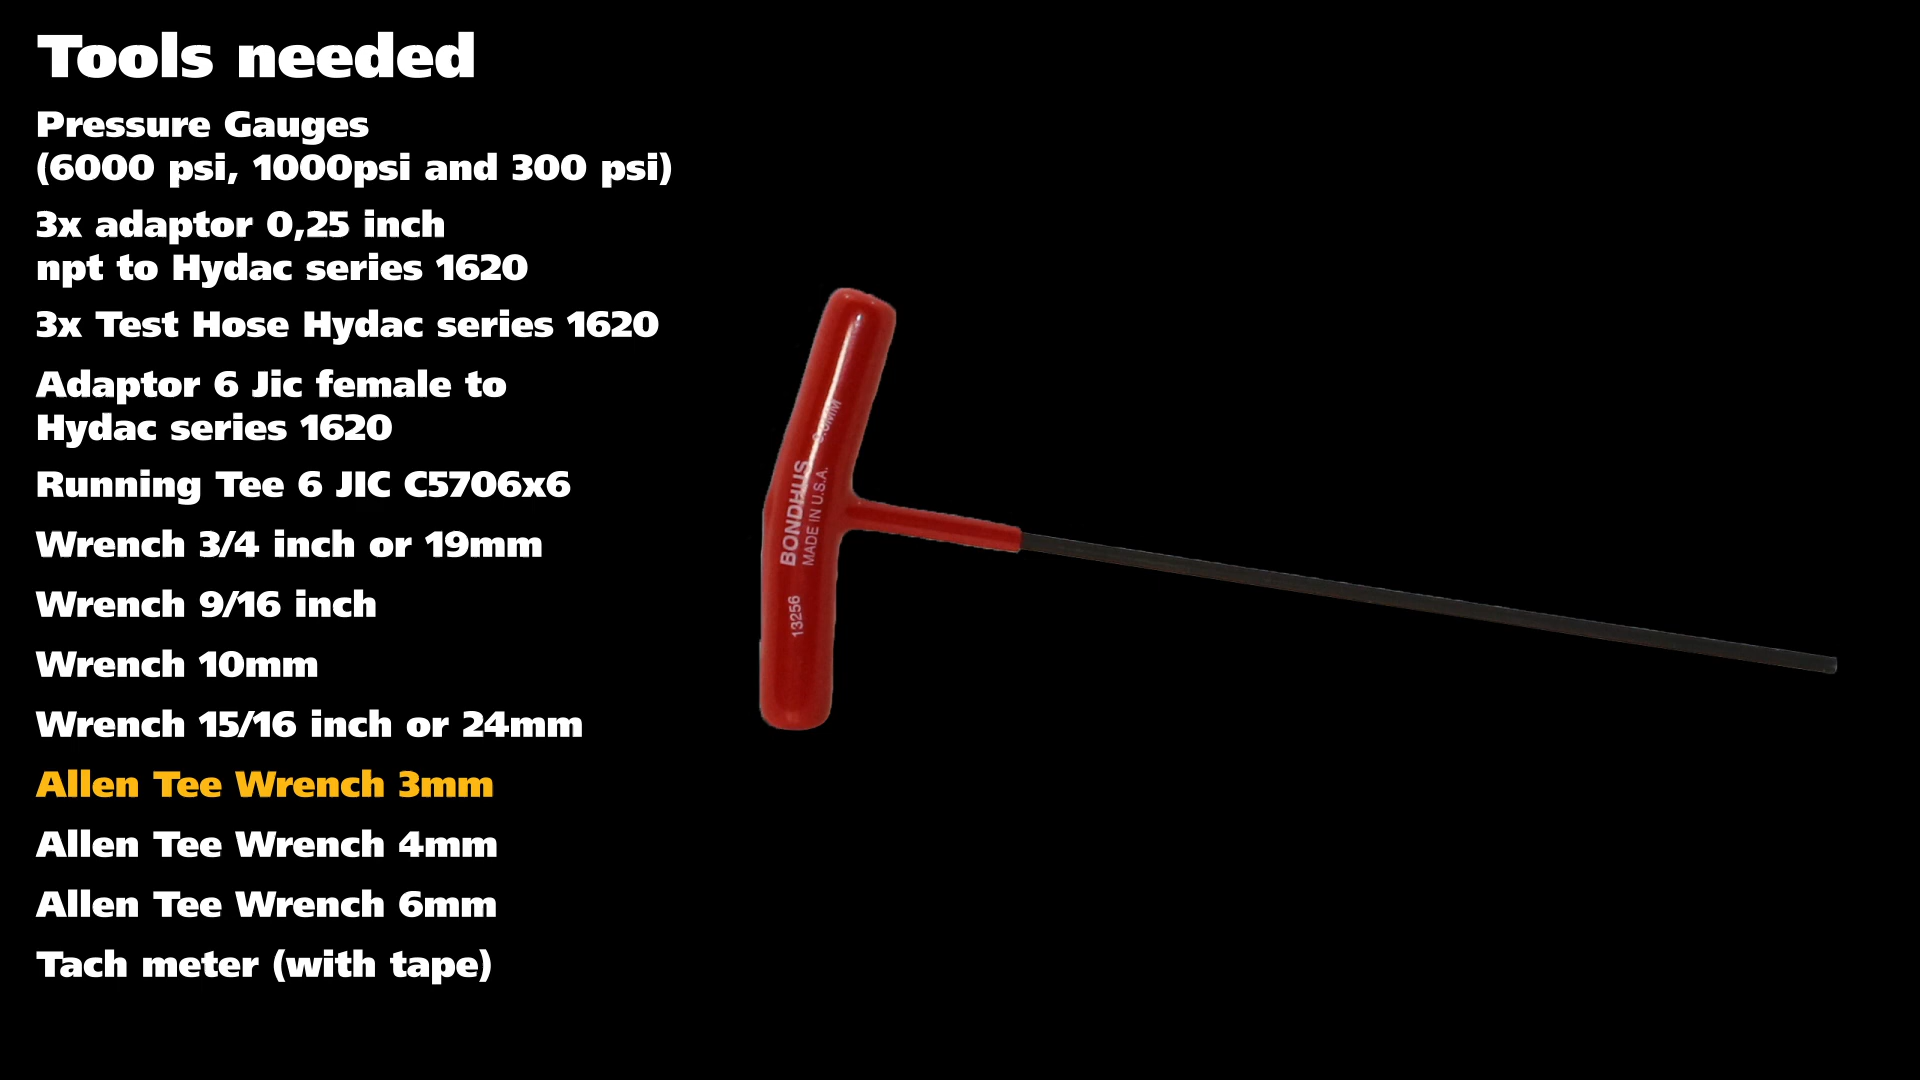 Tools needed
Pressure Gauges
(6000 psi, 1000psi and 300 psi)
3x adaptor 0,25 inch
npt to Hydac series 1620
3x Test Hose Hydac series 1620
Adaptor 6 Jic female to
Hydac series 1620
Running Tee 6 JIC C5706x6
Wrench 3/4 inch or 19mm
Wrench 9/16 inch
Wrench 10mm
Wrench 15/16 inch or 24mm
Allen Tee Wrench 3mm
Allen Tee Wrench 4mm
Allen Tee Wrench 6mm
Tach meter (with tape)
BONDHUS
MADE IN U.S.A.
13256